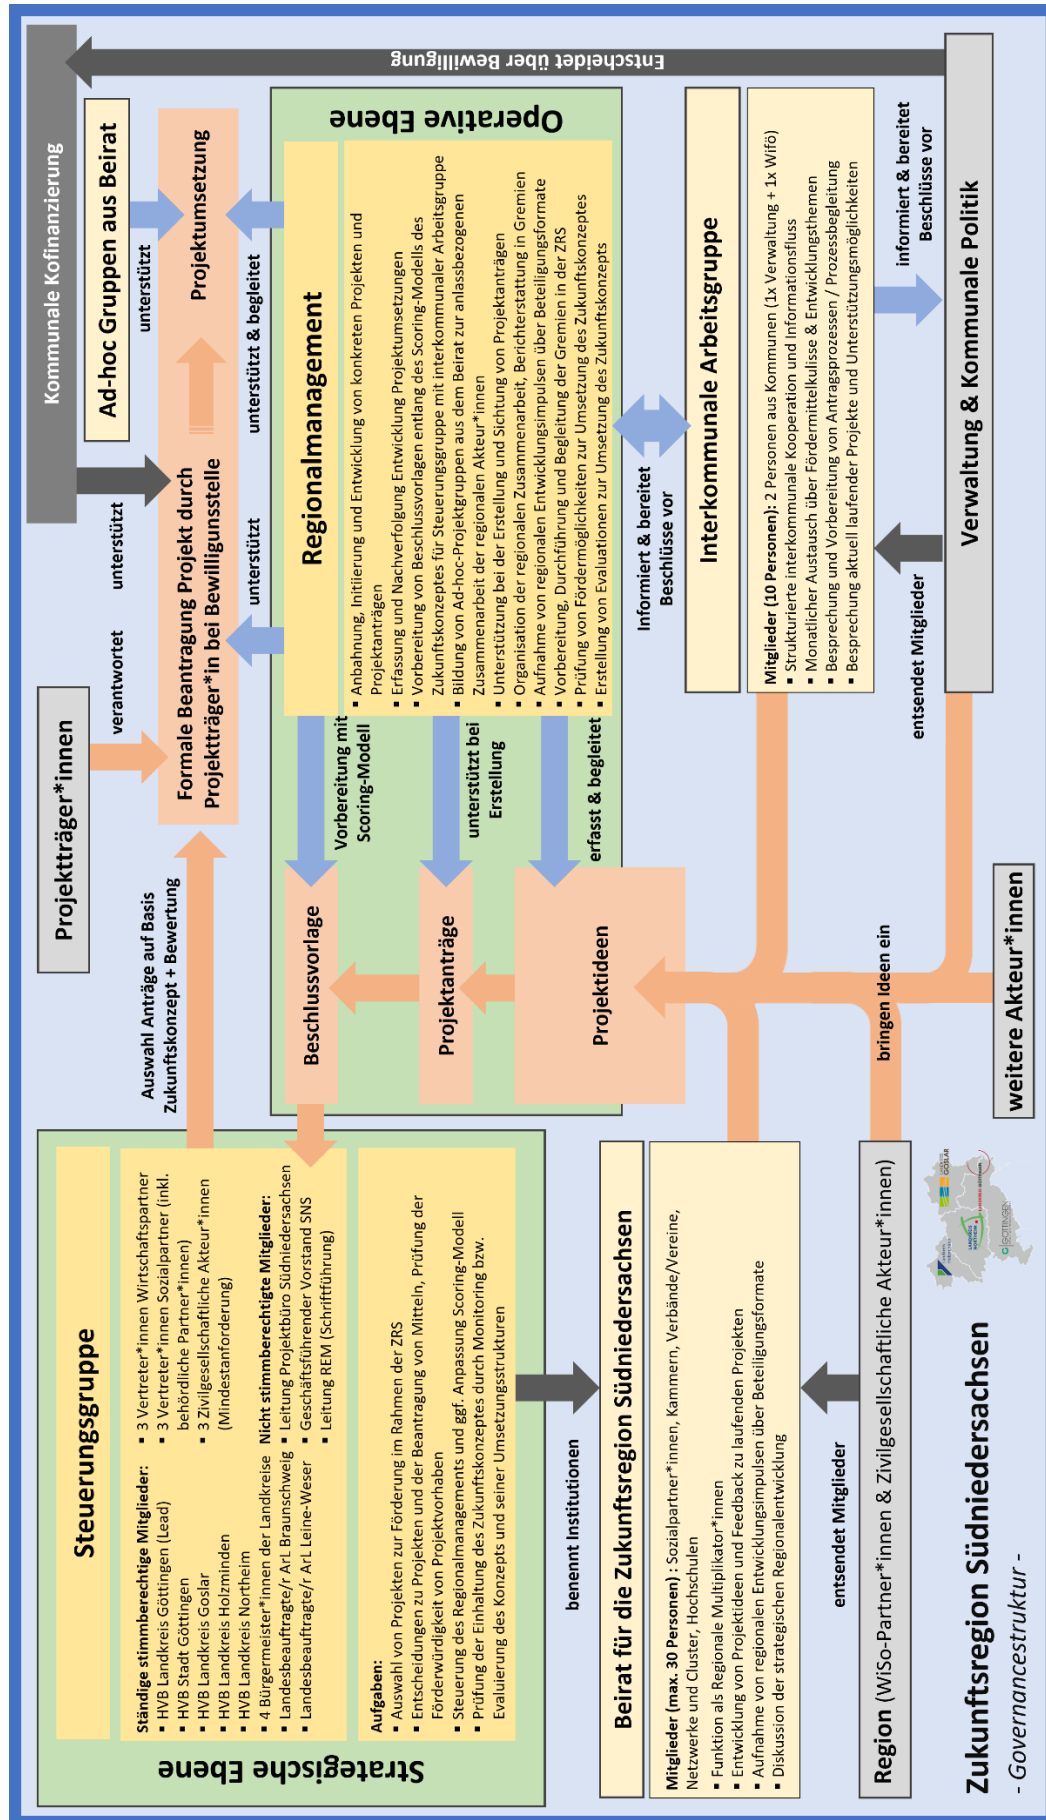 Steuerungsgruppe
Strategische Ebene
Ständige stimmberechtige Mitglieder:
▪ HVB Landkreis Göttingen (Lead)
▪ HVB Stadt Göttingen
▪ HVB Landkreis Goslar
▪ HVB Landkreis Holzminden
▪ HVB Landkreis Northeim
▪ 4 Bürgermeister*innen der Landkreise
▪ Landesbeauftragte/r ArL Braunschweig
▪ Landesbeauftragte/r ArL Leine-Weser
▪ 3 Vertreter*innen Wirtschaftspartner
▪ 3 Vertreter*innen Sozialpartner (inkl.
behördliche Partner*innen)
▪ 3 Zivilgesellschaftliche Akteur*innen
(Mindestanforderung)
Nicht stimmberechtigte Mitglieder:
▪ Leitung Projektbüro Südniedersachsen
▪ Geschäftsführender Vorstand SNS
▪ Leitung REM (Schriftführung)
Aufgaben:
▪ Auswahl von Projekten zur Förderung im Rahmen der ZRS
▪ Entscheidungen zu Projekten und der Beantragung von Mitteln, Prüfung der
Förderwürdigkeit von Projektvorhaben
▪ Steuerung des Regionalmanagements und ggf. Anpassung Scoring-Modell
▪ Prüfung der Einhaltung des Zukunftskonzeptes durch Monitoring bzw.
Evaluierung des Konzepts und seiner Umsetzungsstrukturen
benennt Institutionen
Beirat für die Zukunftsregion Südniedersachsen
Mitglieder (max. 30 Personen) : Sozialpartner*innen, Kammern, Verbände/Vereine,
Netzwerke und Cluster, Hochschulen
▪ Funktion als Regionale Multiplikator*innen
▪ Entwicklung von Projektideen und Feedback zu laufenden Projekten
▪ Aufnahme von regionalen Entwicklungsimpulsen über Beteiligungsformate
▪ Diskussion der strategischen Regionalentwicklung
entsendet Mitglieder
Region (WiSo-Partner*innen & Zivilgesellschaftliche Akteur*innen)
Zukunftsregion Südniedersachsen
- Governancestruktur -
LANDKREIS
GOSLAR
LANDKREIS
NORTHEIM
GÖTTINGEN
Projektträger*innen
verantwortet
Auswahl Anträge auf Basis
Zukunftskonzept + Bewertung
Formale Beantragung Projekt durch
Projektträger*in bei Bewilligunsstelle
Kommunale Kofinanzierung
unterstützt
Ad-hoc Gruppen aus Beirat
unterstützt
Projektumsetzung
unterstützt
unterstützt & begleitet
Entscheidet über Bewilligung
Operative Ebene
Beschlussvorlage
Projektanträge
Projektideen
Vorbereitung mit
Scoring-Modell
unterstützt bei
Erstellung
erfasst & begleitet
Regionalmanagement
▪ Anbahnung, Initiierung und Entwicklung von konkreten Projekten und
Projektanträgen
▪ Erfassung und Nachverfolgung Entwicklung Projektumsetzungen
▪ Vorbereitung von Beschlussvorlagen entlang des Scoring-Modells des
Zukunftskonzeptes für Steuerungsgruppe mit interkommunaler Arbeitsgruppe
▪ Bildung von Ad-hoc-Projektgruppen aus dem Beirat zur anlassbezogenen
Zusammenarbeit der regionalen Akteur*innen
▪ Unterstützung bei der Erstellung und Sichtung von Projektanträgen
▪ Organisation der regionalen Zusammenarbeit, Berichterstattung in Gremien
▪ Aufnahme von regionalen Entwicklungsimpulsen über Beteiligungsformate
▪ Vorbereitung, Durchführung und Begleitung der Gremien in der ZRS
▪ Prüfung von Fördermöglichkeiten zur Umsetzung des Zukunftskonzeptes
▪ Erstellung von Evaluationen zur Umsetzung des Zukunftskonzepts
Informiert & bereitet
Beschlüsse vor
Interkommunale Arbeitsgruppe
Mitglieder (10 Personen): 2 Personen aus Kommunen (1x Verwaltung + 1x Wifö)
▪ Strukturierte interkommunale Kooperation und Informationsfluss
▪ Monatlicher Austausch über Fördermittelkulisse & Entwicklungsthemen
▪ Besprechung und Vorbereitung von Antragsprozessen / Prozessbegleitung
▪ Besprechung aktuell laufender Projekte und Unterstützungsmöglichkeiten
entsendet Mitglieder
informiert & bereitet
Beschlüsse vor
Verwaltung & Kommunale Politik
bringen Ideen ein
weitere Akteur*innen